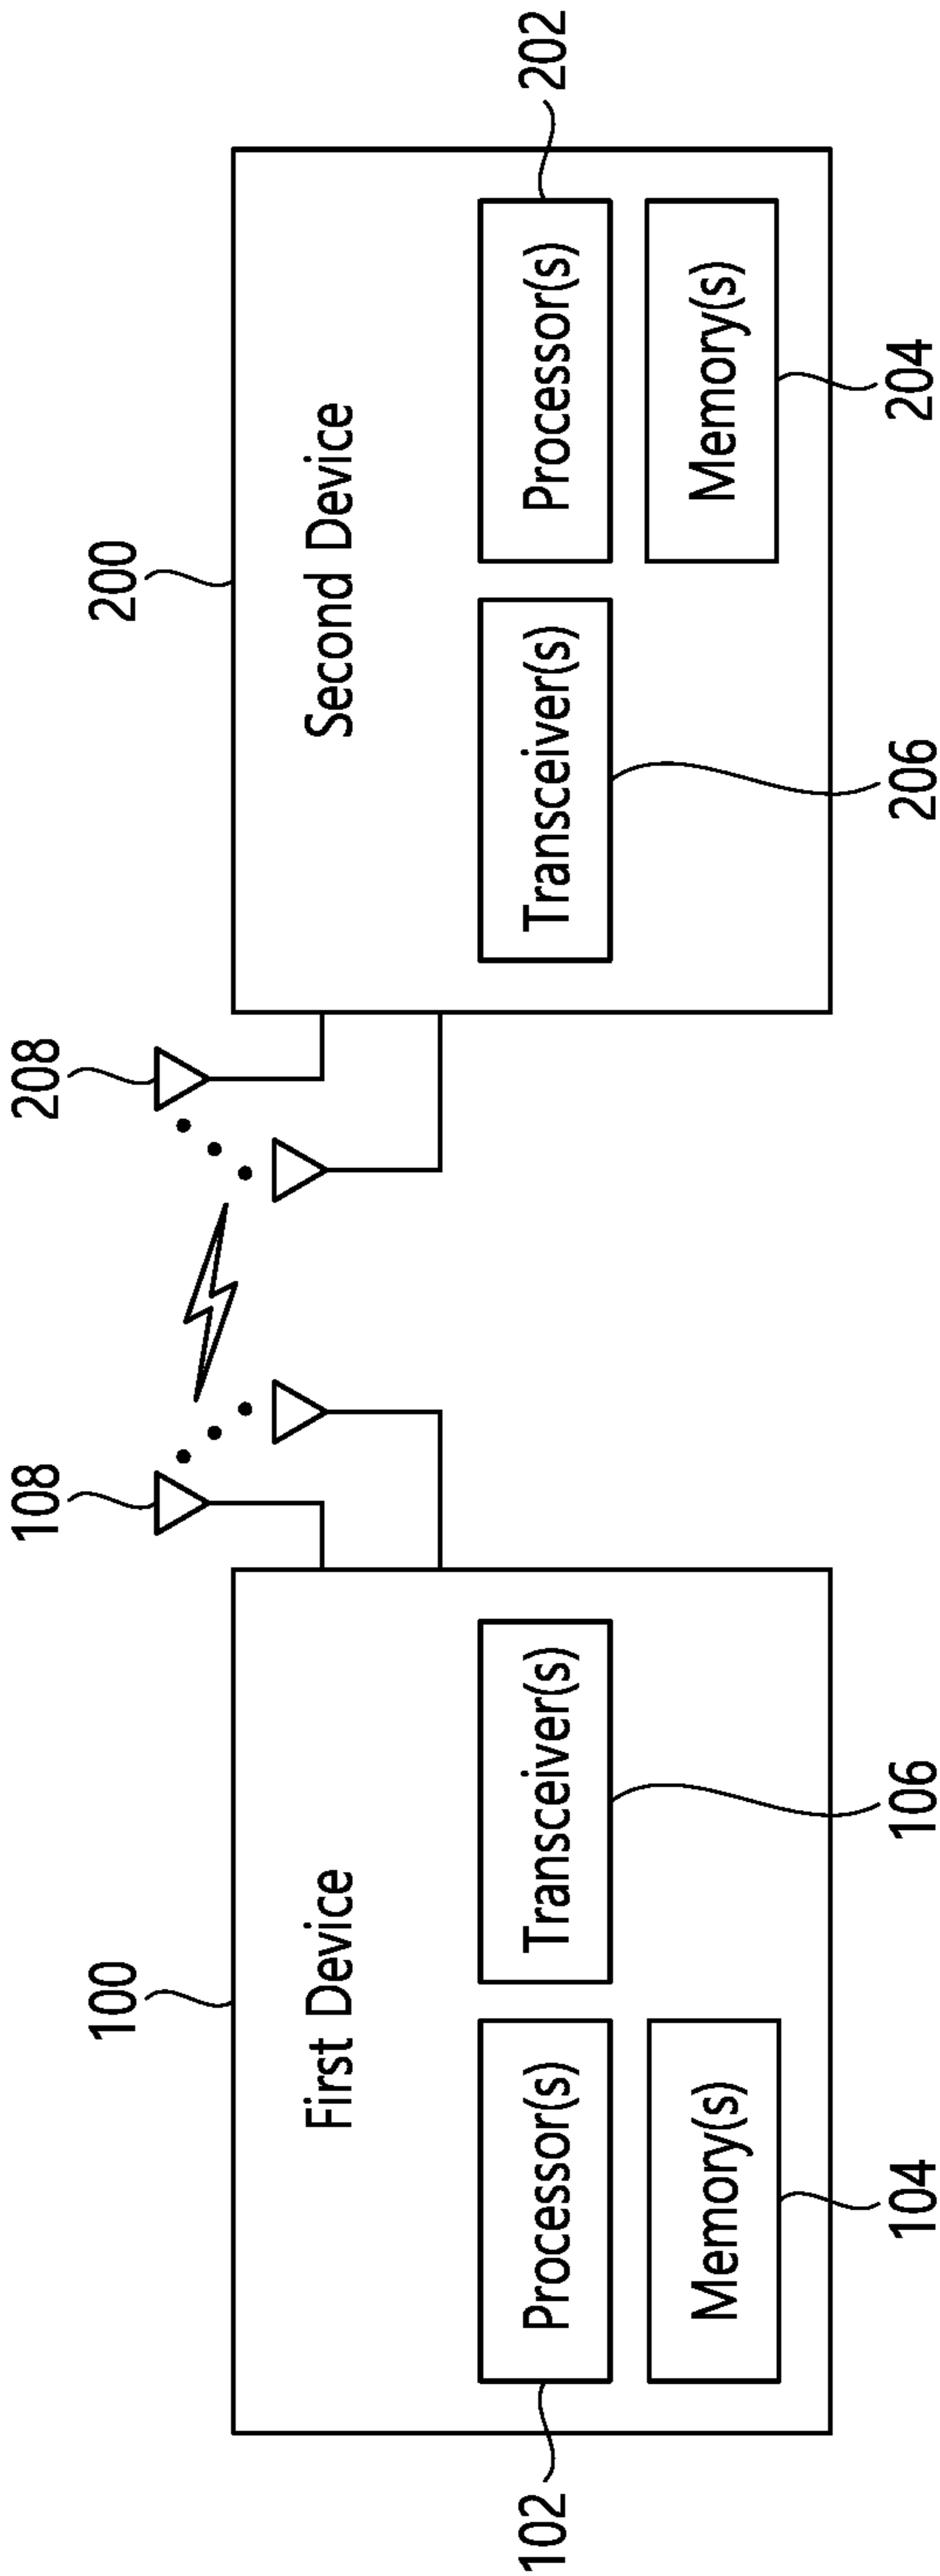 108
208
100
200
First Device
Second Device
102
Processor(s)
Transceiver(s)
Transceiver(s)
Processor(s)
202
Memory(s)
Memory(s)
104
106
206
204